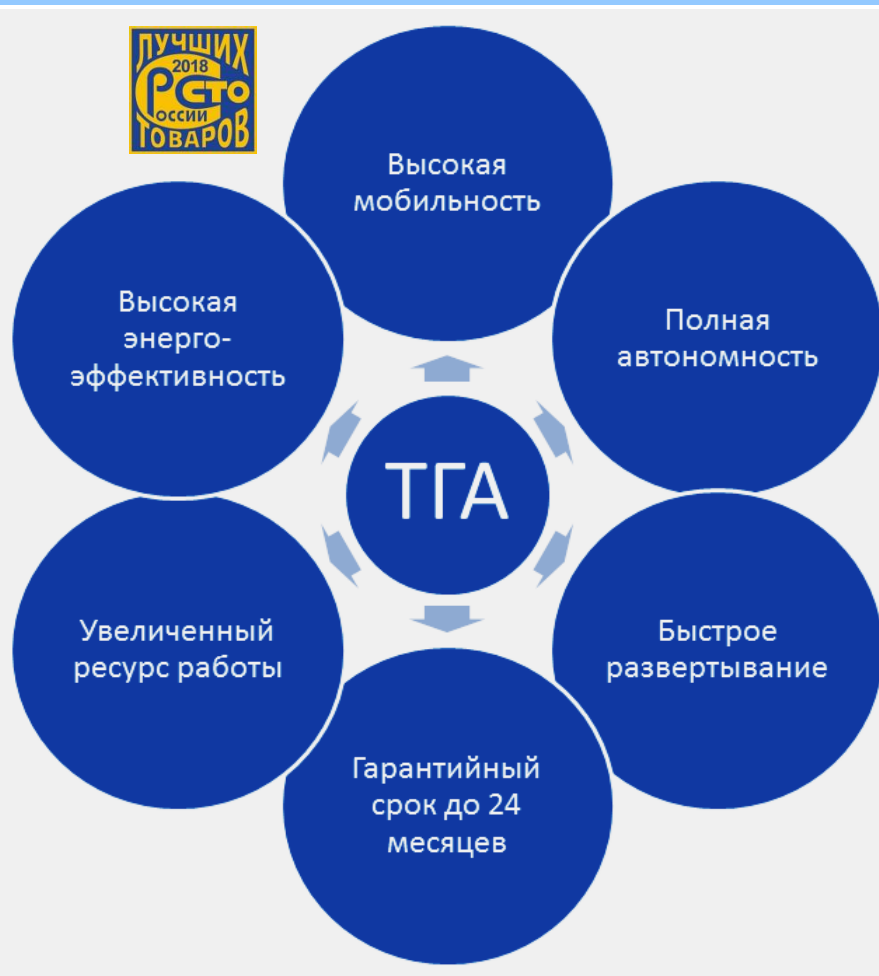 ЛУЧШИХ
2018
СТО
РОССИИ
ТОВАРОВ
Высокая
мобильность
Полная
автономность
Быстрое
развертывание
Гарантийный
срок до 24
месяцев
Увеличенный
ресурс работы
Высокая
энерго-
эффективность
ТГА